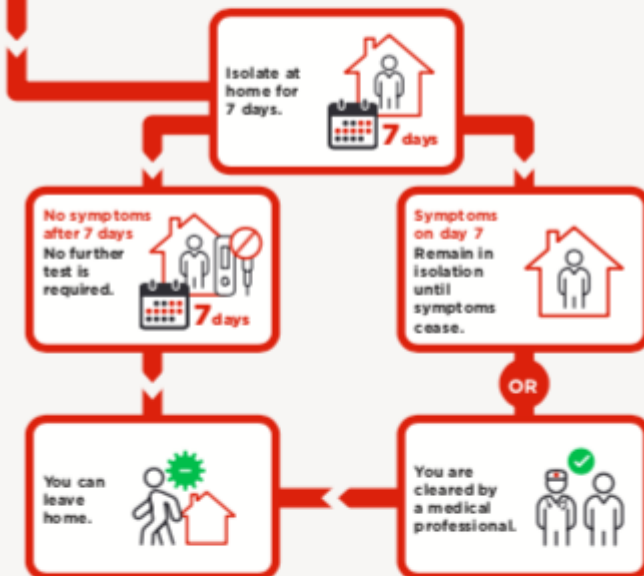 Isolate at
home for
7 days.
7 days
No symptoms
after 7 days
No further
test is
required.
7 days
Symptoms
on day 7
Remain in
isolation
until
symptoms
cease.
OR
You can
leave
home.
You are
cleared by
a medical
professional.